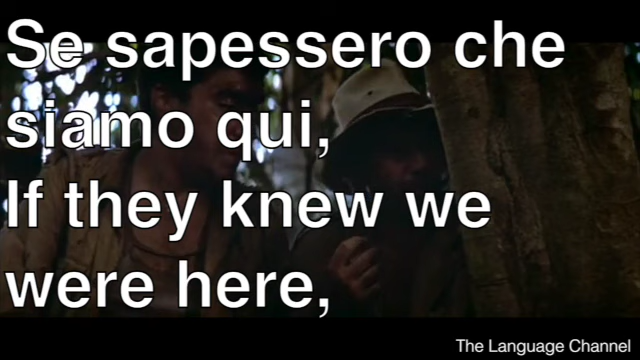 Se sapessero che
siamo qui,
If they knew we
were here,
The Language Channel